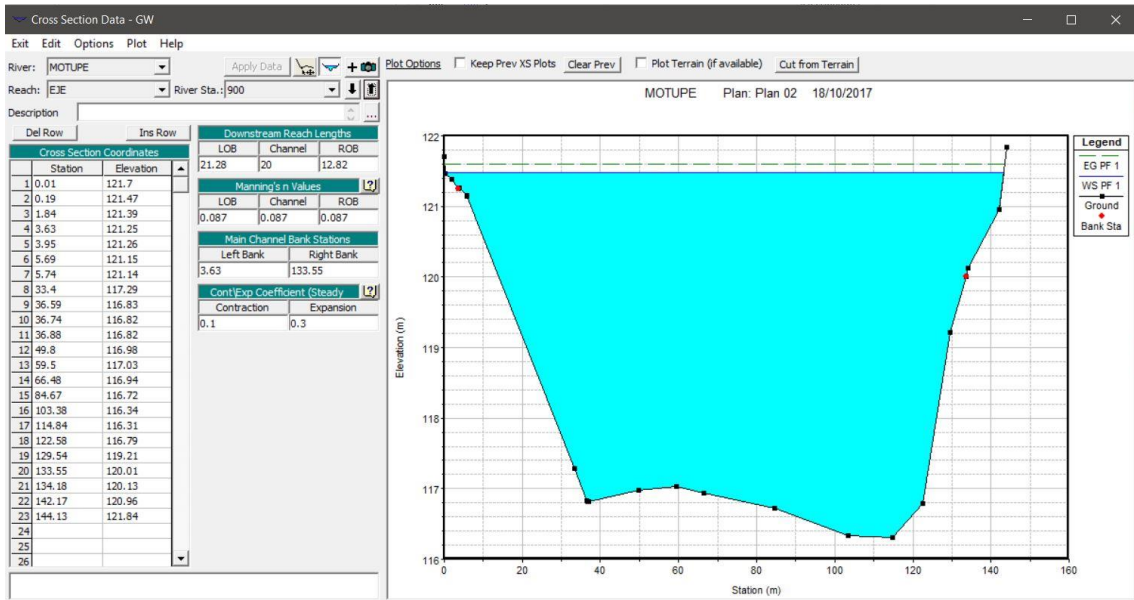 Cross Section Data - GW
Exit Edit Options Plot Help
River: MOTUPE Apply Data + Plot Options Keep Prev XS Plots Clear Prev Plot Terrain (if available) Cut from Terrain
Reach: EJE River Sta.: 900
Description ...
Del Row Ins Row
Cross Section Coordinates
Station Elevation
1 0.01 121.7
2 0.19 121.47
3 1.84 121.39
4 3.63 121.25
5 3.95 121.26
6 5.69 121.15
7 5.74 121.14
8 33.4 117.29
9 36.59 116.83
10 36.74 116.82
11 36.88 116.82
12 49.8 116.98
13 59.5 117.03
14 66.48 116.94
15 84.67 116.72
16 103.38 116.34
17 114.84 116.31
18 122.58 116.79
19 129.54 119.21
20 133.55 120.01
21 134.18 120.13
22 142.17 120.96
23 144.13 121.84
24
25
26
Downstream Reach Lengths
LOB Channel ROB
21.28 20 12.82
Manning's n Values ?
LOB Channel ROB
0.087 0.087 0.087
Main Channel Bank Stations
Left Bank Right Bank
3.63 133.55
Cont\Exp Coefficient (Steady ?
Contraction Expansion
0.1 0.3
MOTUPE Plan: Plan 02 18/10/2017
122
121
120
119
118
117
116
Elevation (m)
0 20 40 60 80 100 120 140 160
Station (m)
Legend
EG PF 1
WS PF 1
Ground
Bank Sta